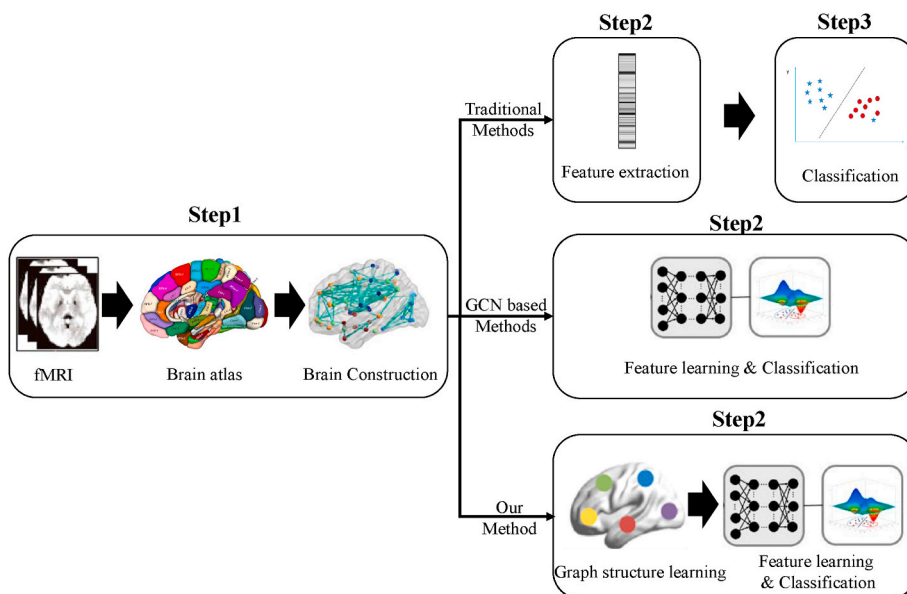 Step1
fMRI
Brain atlas
Brain Construction
Traditional
Methods
Step2
Feature extraction
Step3
Y
Classification
GCN based
Methods
Step2
Feature learning & Classification
Our
Method
Step2
Graph structure learning
Feature learning
& Classification